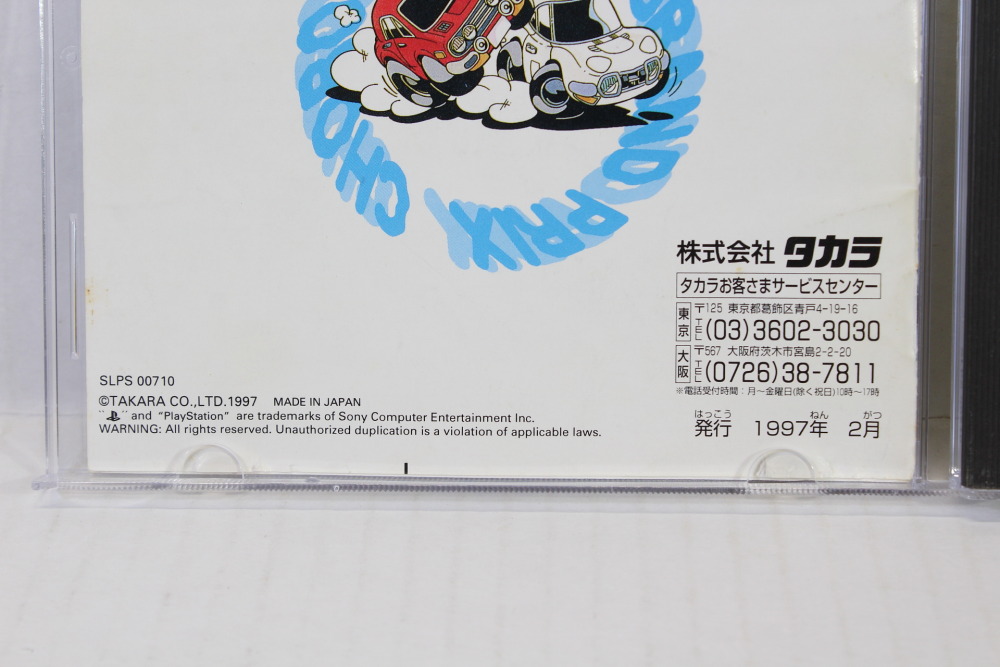 CHORO
GRAND PRIX
株式会社 タカラ
タカラお客さまサービスセンター
東京 〒125 東京都葛飾区青戸4-19-16
TEL (03)3602-3030
大阪 〒567 大阪府茨木市宮島2-2-20
TEL (0726)38-7811
※電話受付時間：月～金曜日(除く祝日)10時～17時
はっこう ねん がつ
発行 1997年 2月
SLPS 00710
©TAKARA CO.,LTD.1997 MADE IN JAPAN
" " and "PlayStation" are trademarks of Sony Computer Entertainment Inc.
WARNING: All rights reserved. Unauthorized duplication is a violation of applicable laws.